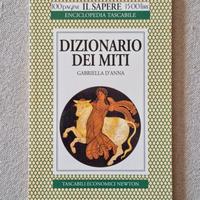 100 pagine IL SAPERE 1500 lire
ENCICLOPEDIA TASCABILE
DIZIONARIO
DEI MITI
GABRIELLA D'ANNA
TASCABILI ECONOMICI NEWTON